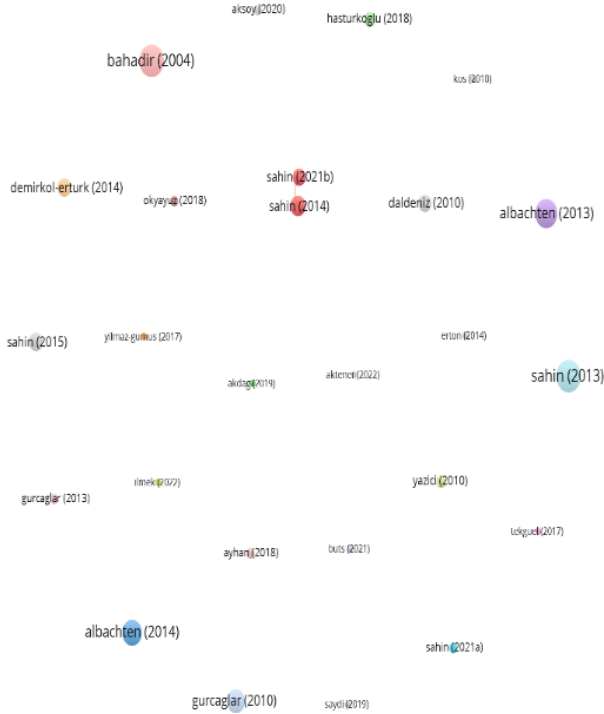 aksoy (2020)
hasturkoglu (2018)
bahadir (2004)
kos (2010)
sahin (2021b)
demirkol-erturk (2014)
okyayuz (2018)
sahin (2014)
daldeniz (2010)
albachten (2013)
sahin (2015)
yilmaz-gumus (2017)
erton (2014)
akdag (2019)
aktener (2022)
sahin (2013)
ilmek (2022)
yazici (2010)
gurcaglar (2013)
tekgul (2017)
ayhan (2018)
buts (2021)
albachten (2014)
sahin (2021a)
gurcaglar (2010)
saydi (2019)